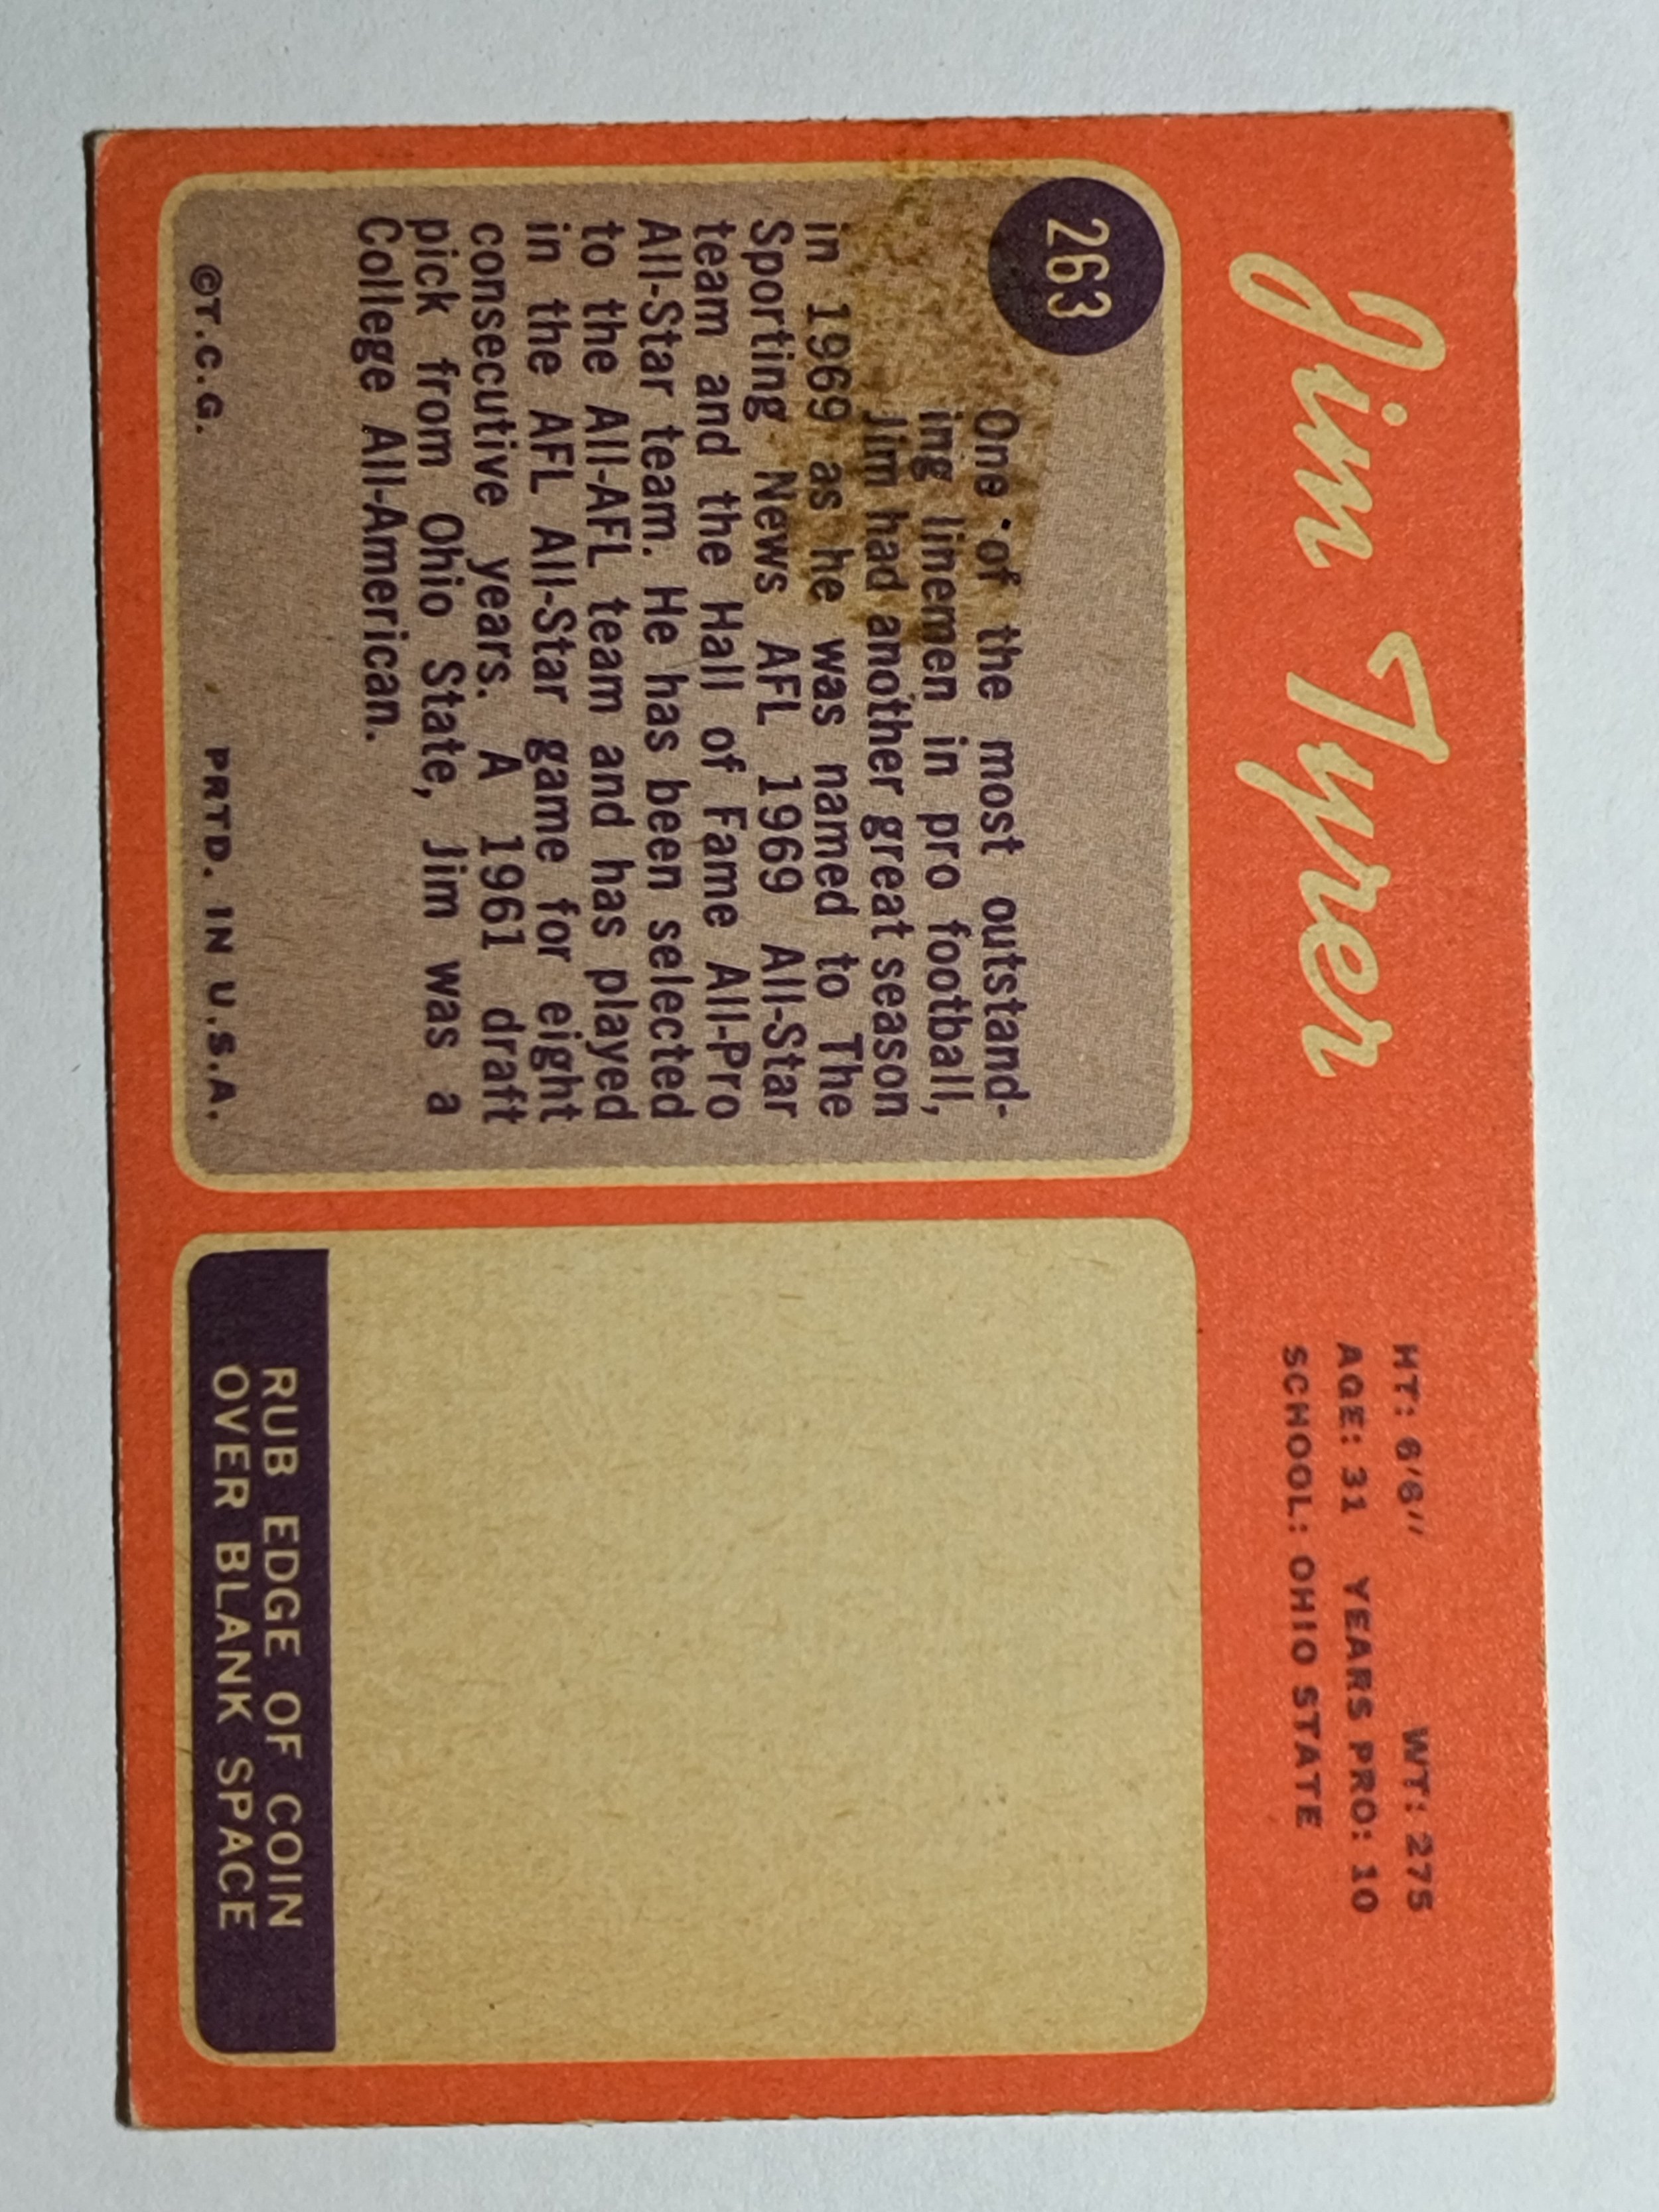 Jim Tyrer
HT: 6'6" WT: 275
AGE: 31 YEARS PRO: 10
SCHOOL: OHIO STATE
263
One of the most outstand-
ing linemen in pro football,
Jim had another great season
in 1969 as he was named to The
Sporting News AFL 1969 All-Star
team and the Hall of Fame All-Pro
All-Star team. He has been selected
to the All-AFL team and has played
in the AFL All-Star game for eight
consecutive years. A 1961 draft
pick from Ohio State, Jim was a
College All-American.
©T.C.G. PRTD. IN U.S.A.
RUB EDGE OF COIN
OVER BLANK SPACE